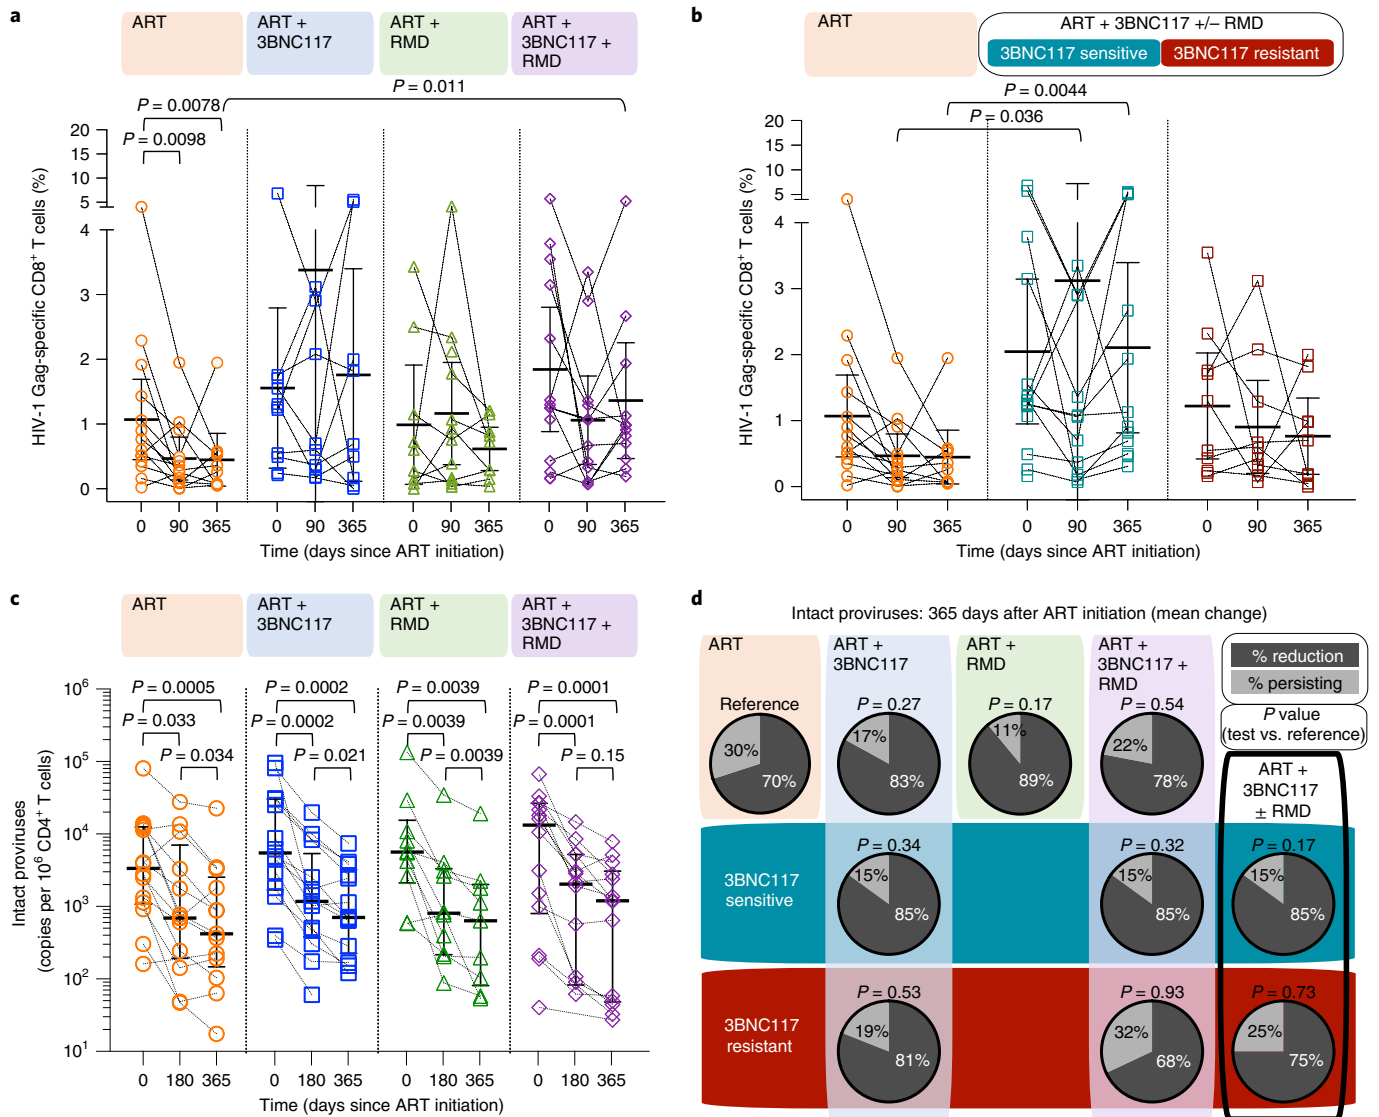 a
ART
ART +
3BNC117
ART +
RMD
ART +
3BNC117 +
RMD
P = 0.011
P = 0.0078
P = 0.0098
HIV-1 Gag-specific CD8+ T cells (%)
20
15
10
5
4
3
2
1
0
0 90 365 0 90 365 0 90 365 0 90 365
Time (days since ART initiation)
b
ART
ART + 3BNC117 +/– RMD
3BNC117 sensitive
3BNC117 resistant
P = 0.0044
P = 0.036
HIV-1 Gag-specific CD8+ T cells (%)
20
15
10
5
4
3
2
1
0
0 90 365 0 90 365 0 90 365
Time (days since ART initiation)
c
ART
ART +
3BNC117
ART +
RMD
ART +
3BNC117 +
RMD
P = 0.0005 P = 0.0002 P = 0.0039 P = 0.0001
P = 0.033 P = 0.0002 P = 0.0039 P = 0.0001
P = 0.034 P = 0.021 P = 0.0039 P = 0.15
Intact proviruses
(copies per 10^6 CD4+ T cells)
10^6
10^5
10^4
10^3
10^2
10^1
0 180 365 0 180 365 0 180 365 0 180 365
Time (days since ART initiation)
d
Intact proviruses: 365 days after ART initiation (mean change)
ART
ART +
3BNC117
ART +
RMD
ART +
3BNC117 +
RMD
% reduction
% persisting
P value
(test vs. reference)
Reference P = 0.27 P = 0.17 P = 0.54
30% 17% 11% 22%
70% 83% 89% 78%
ART +
3BNC117
± RMD
3BNC117
sensitive
P = 0.34 P = 0.32 P = 0.17
15% 15% 15%
85% 85% 85%
3BNC117
resistant
P = 0.53 P = 0.93 P = 0.73
19% 32% 25%
81% 68% 75%